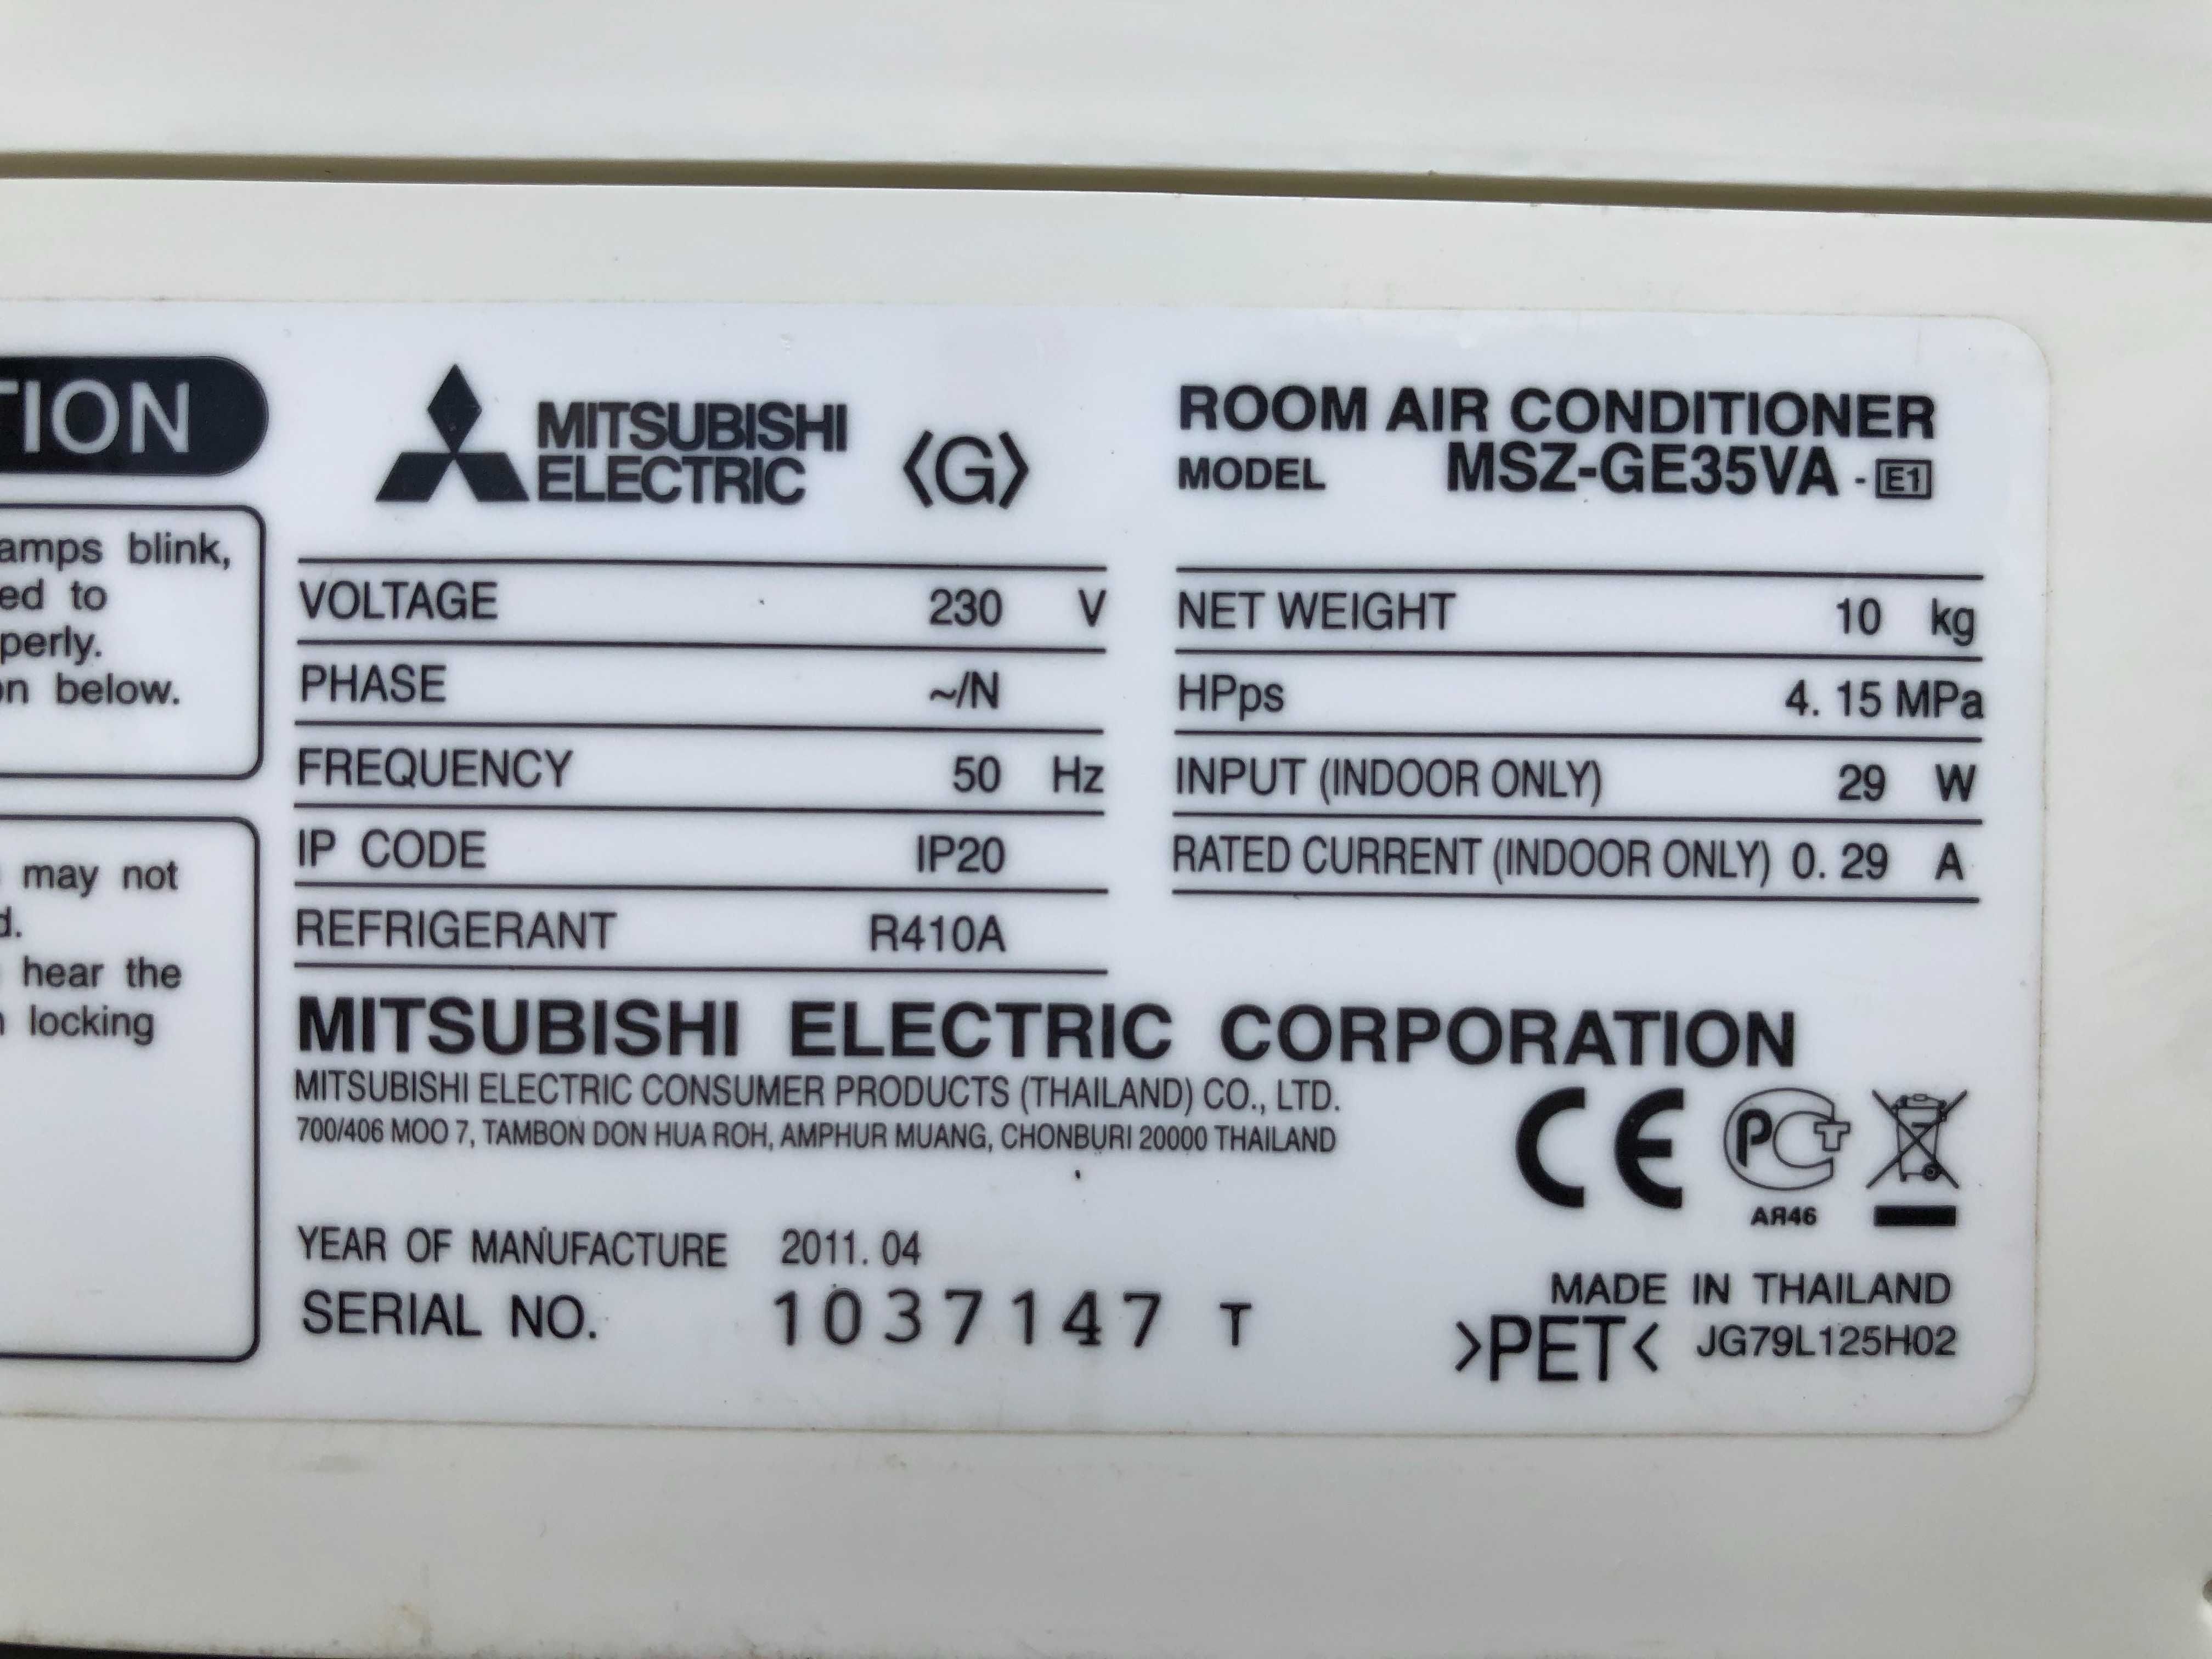 TION
amps blink,
ed to
perly.
on below.
may not
d.
hear the
locking
MITSUBISHI
ELECTRIC
〈G〉
ROOM AIR CONDITIONER
MODEL MSZ-GE35VA - E1
VOLTAGE 230 V
PHASE ~/N
FREQUENCY 50 Hz
IP CODE IP20
REFRIGERANT R410A
NET WEIGHT 10 kg
HPps 4. 15 MPa
INPUT (INDOOR ONLY) 29 W
RATED CURRENT (INDOOR ONLY) 0. 29 A
MITSUBISHI ELECTRIC CORPORATION
MITSUBISHI ELECTRIC CONSUMER PRODUCTS (THAILAND) CO., LTD.
700/406 MOO 7, TAMBON DON HUA ROH, AMPHUR MUANG, CHONBURI 20000 THAILAND
CE
РСТ
АЯ46
YEAR OF MANUFACTURE 2011. 04
SERIAL NO. 1037147 T
MADE IN THAILAND
>PET< JG79L125H02